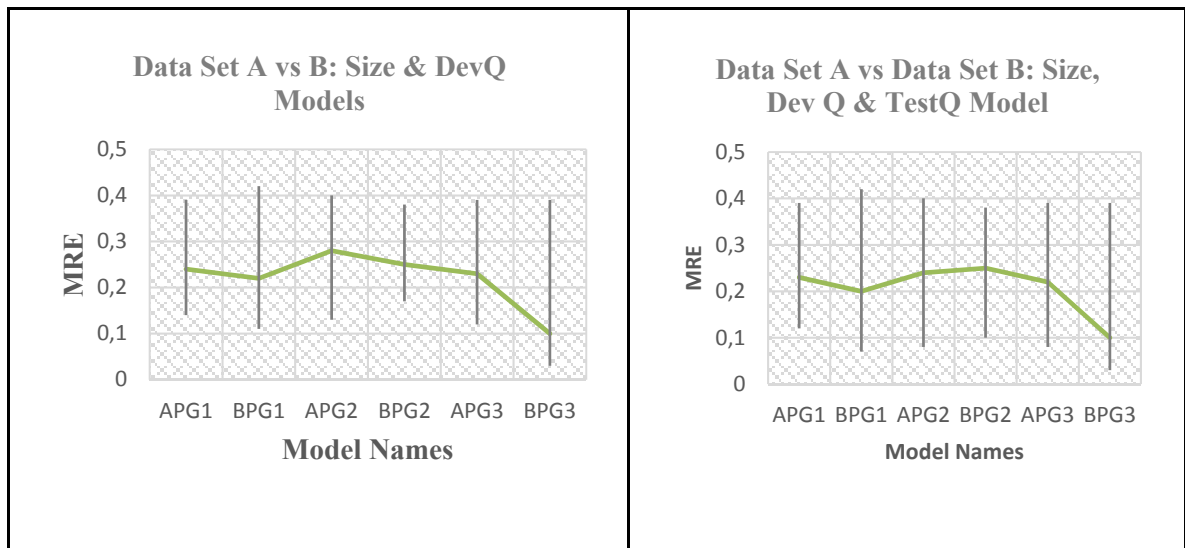 Data Set A vs B: Size & DevQ
Models
0,5
0,4
0,3
0,2
0,1
0
MRE
APG1 BPG1 APG2 BPG2 APG3 BPG3
Model Names
Data Set A vs Data Set B: Size,
Dev Q & TestQ Model
0,5
0,4
0,3
0,2
0,1
0
MRE
APG1 BPG1 APG2 BPG2 APG3 BPG3
Model Names